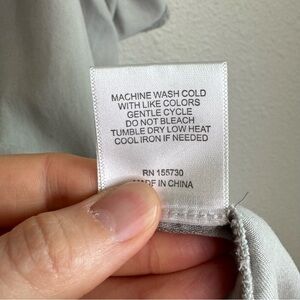 MACHINE WASH COLD
WITH LIKE COLORS
GENTLE CYCLE
DO NOT BLEACH
TUMBLE DRY LOW HEAT
COOL IRON IF NEEDED
RN 155730
MADE IN CHINA